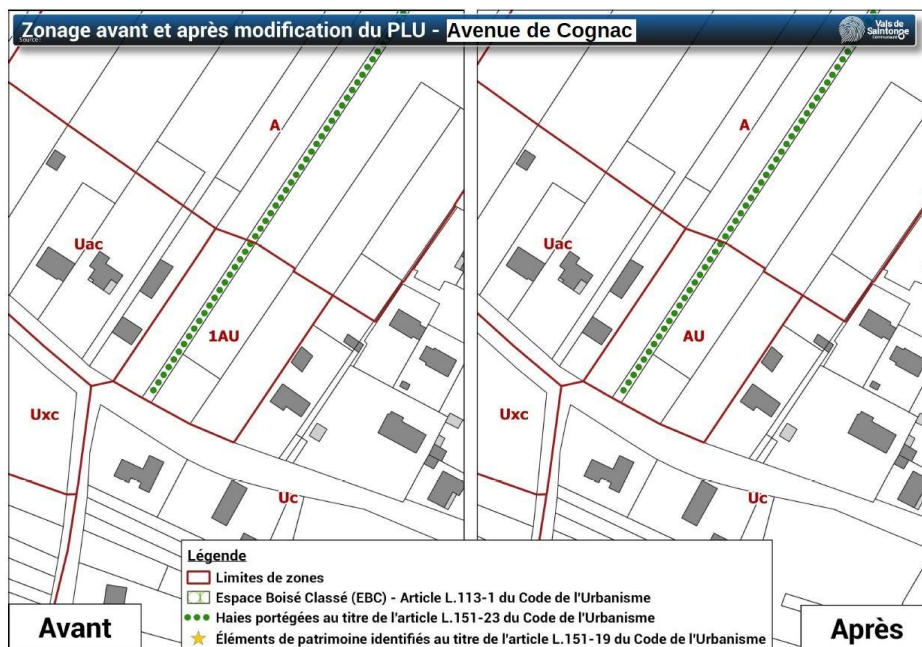 Zonage avant et après modification du PLU - Avenue de Cognac
Source:
Vals de
Saintonge
Communauté
A
Uac
1AU
Uxc
Uc
A
Uac
AU
Uxc
Uc
Légende
Limites de zones
Espace Boisé Classé (EBC) - Article L.113-1 du Code de l'Urbanisme
Haies portégées au titre de l'article L.151-23 du Code de l'Urbanisme
Éléments de patrimoine identifiés au titre de l'article L.151-19 du Code de l'Urbanisme
Avant
Après